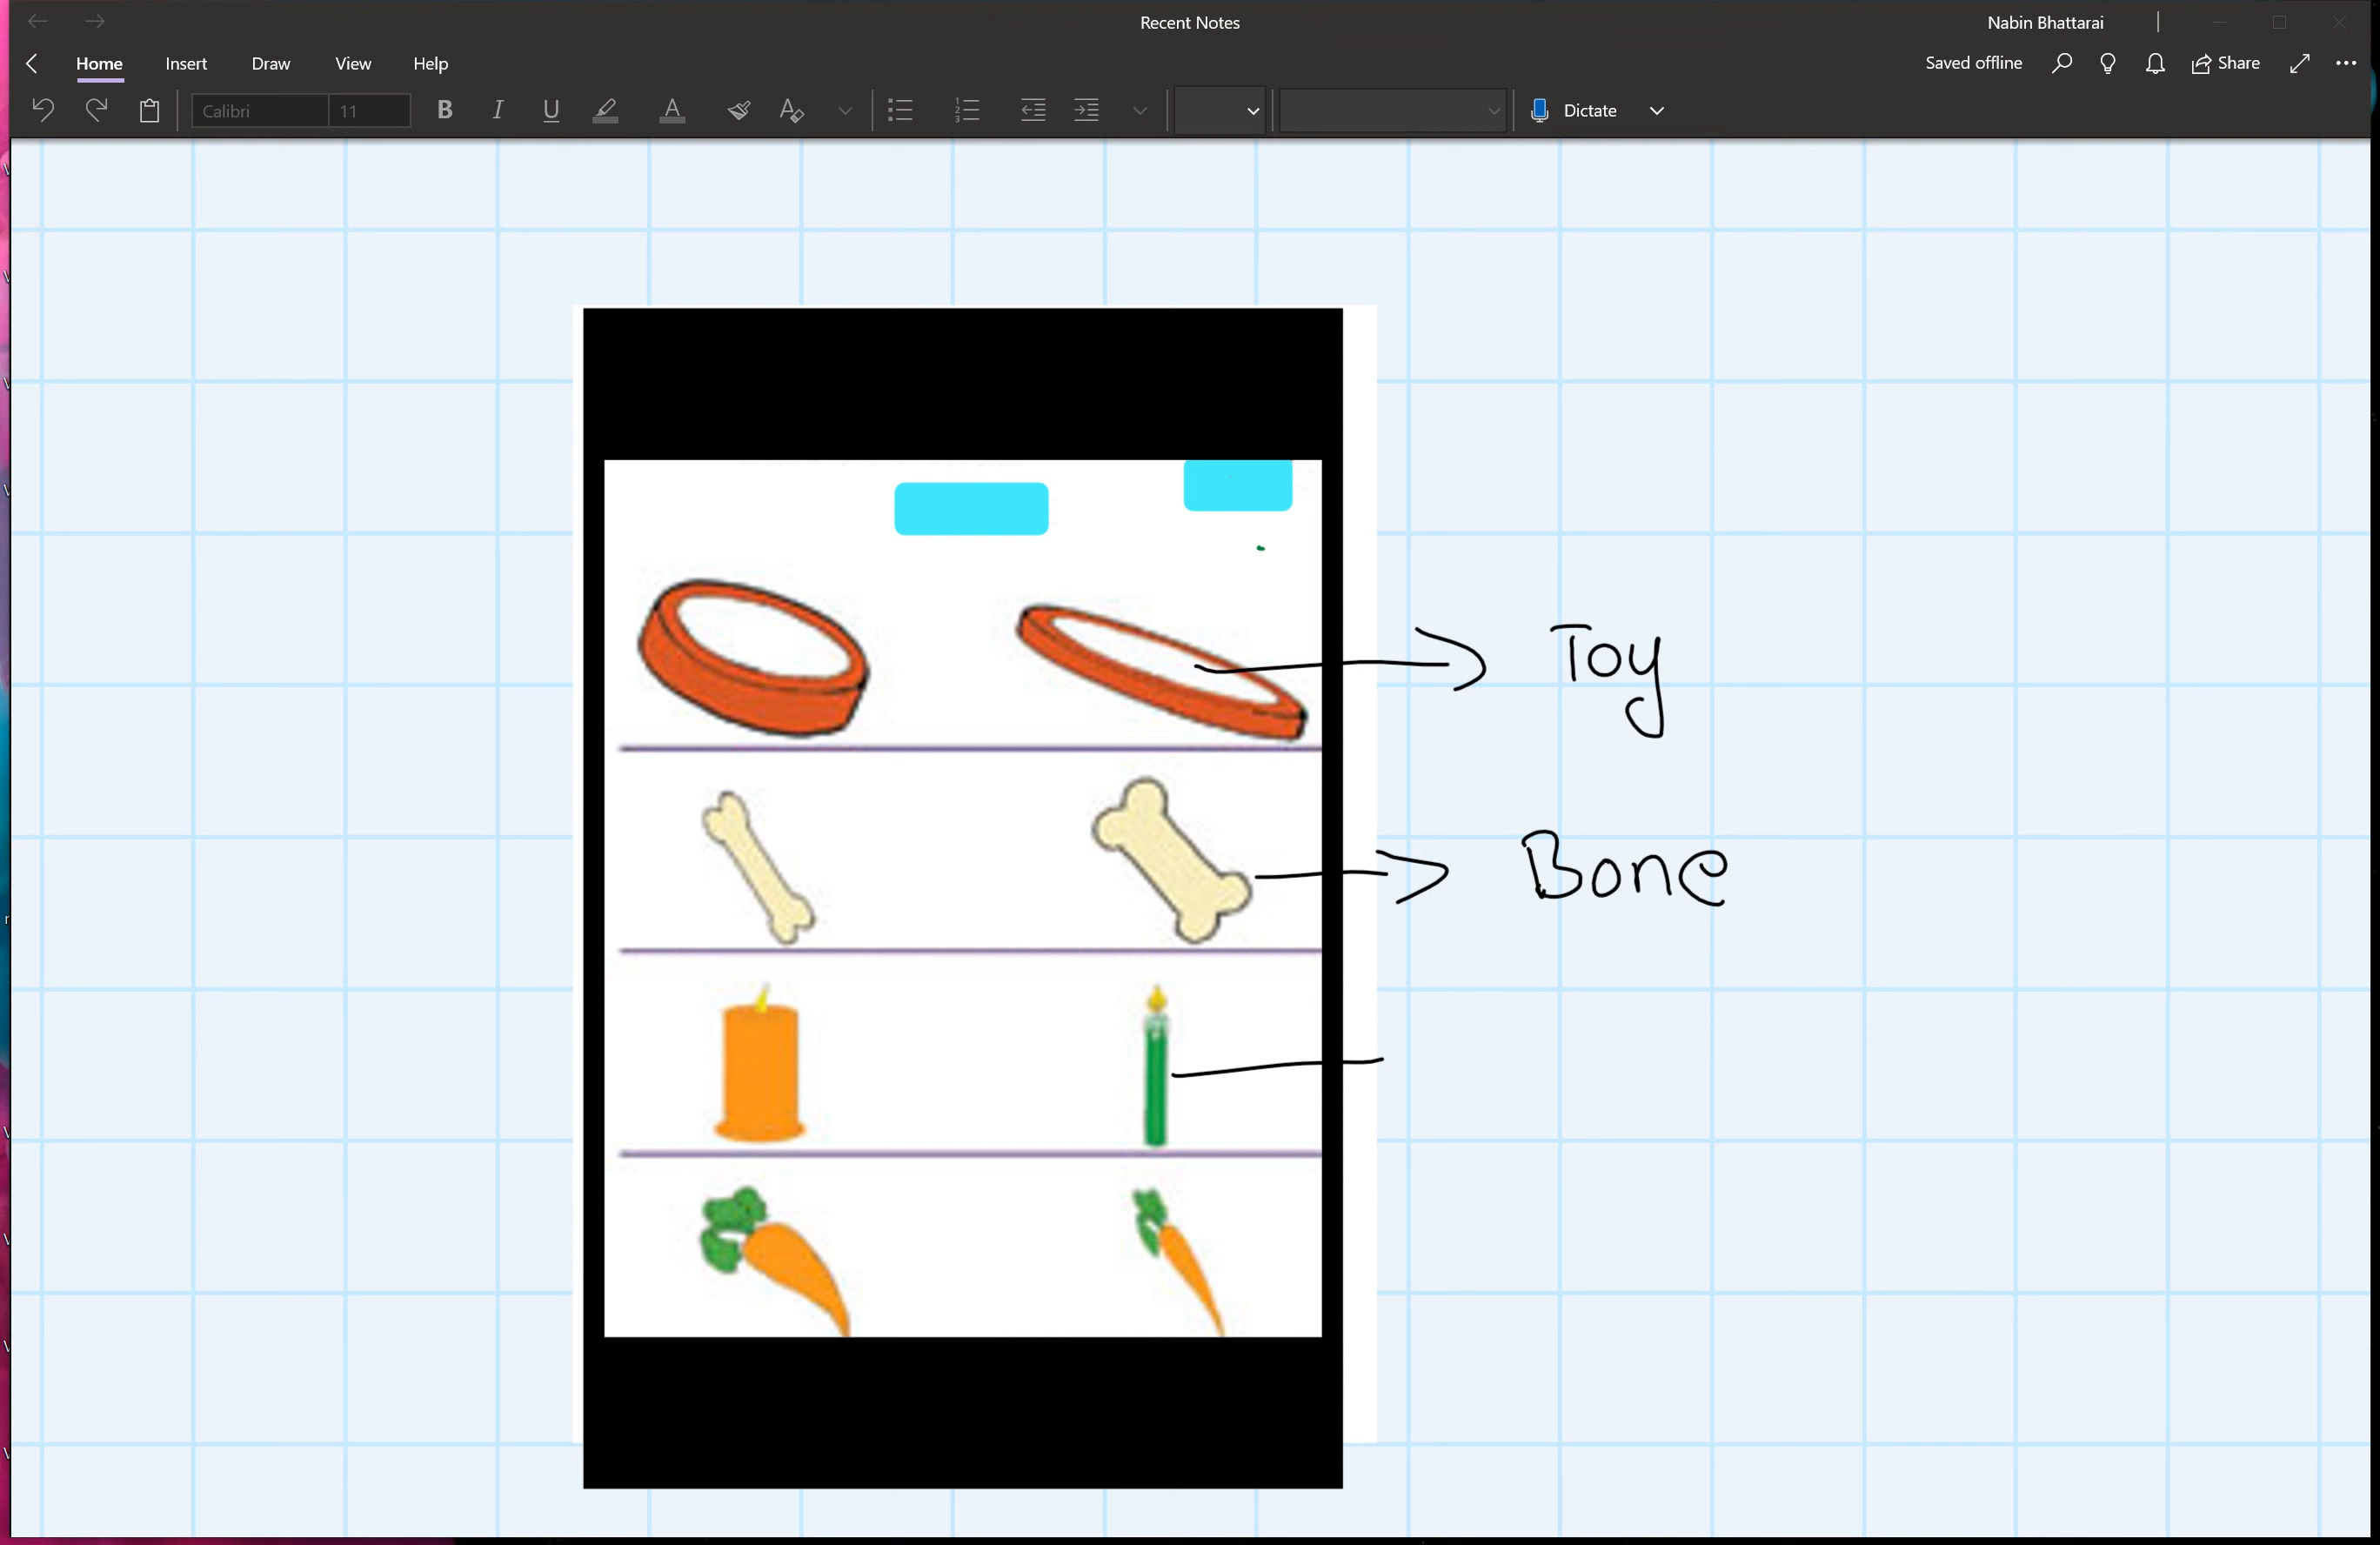 Recent Notes
Nabin Bhattarai
Home Insert Draw View Help
Saved offline
Share
Calibri 11 B I U A A
Dictate
Toy
Bone